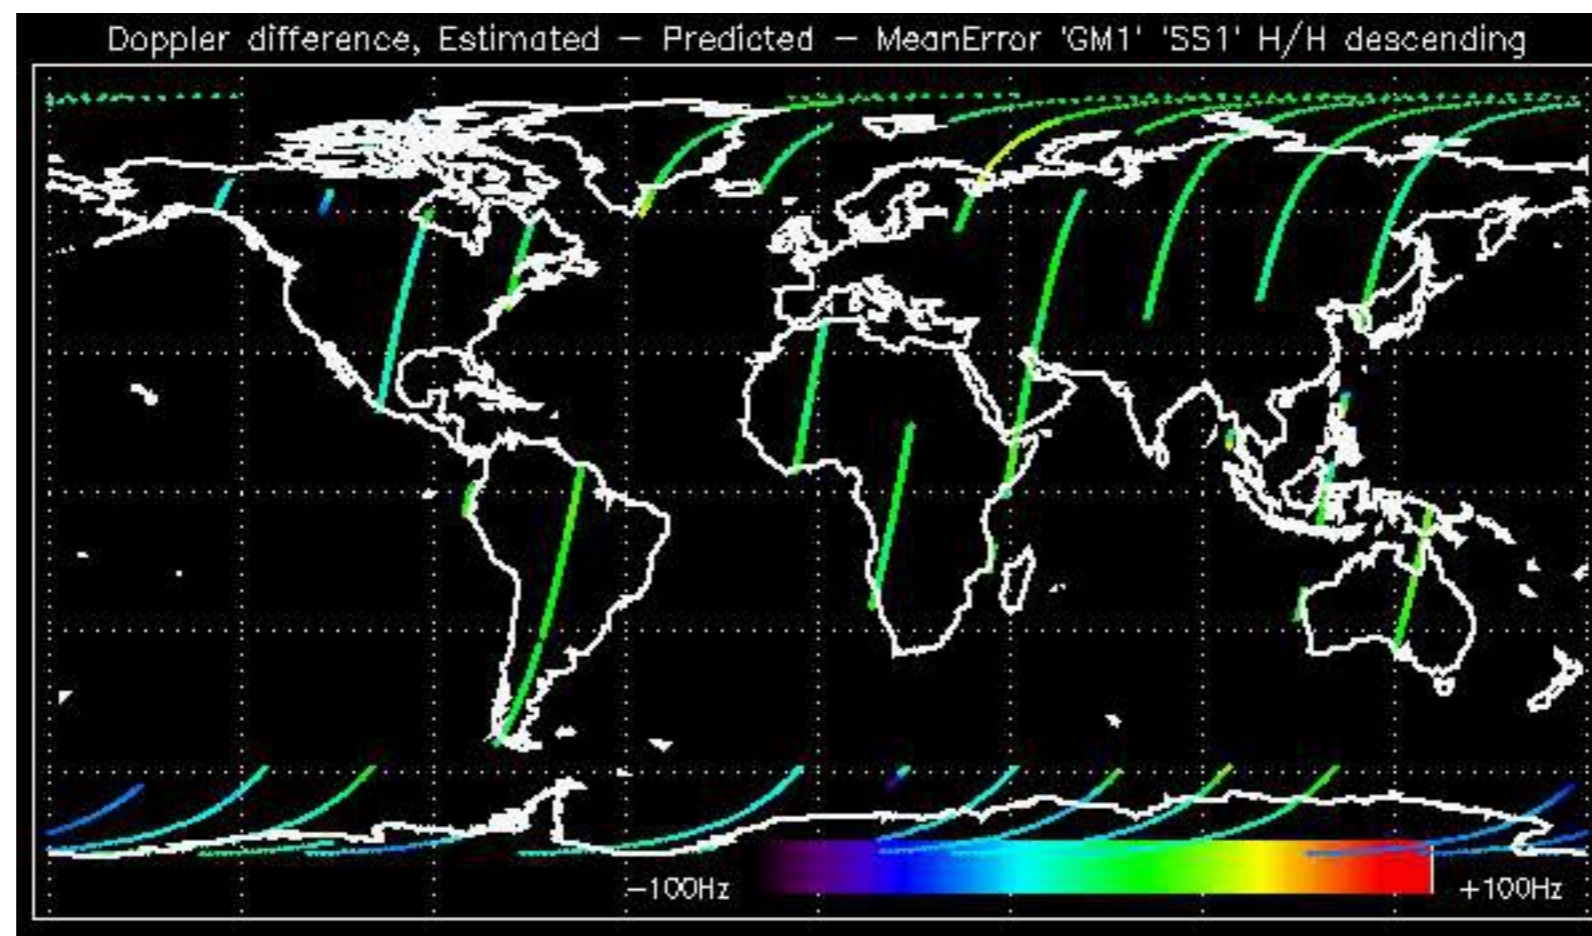 Doppler difference, Estimated – Predicted – MeanError 'GM1' 'SS1' H/H descending
–100Hz
+100Hz